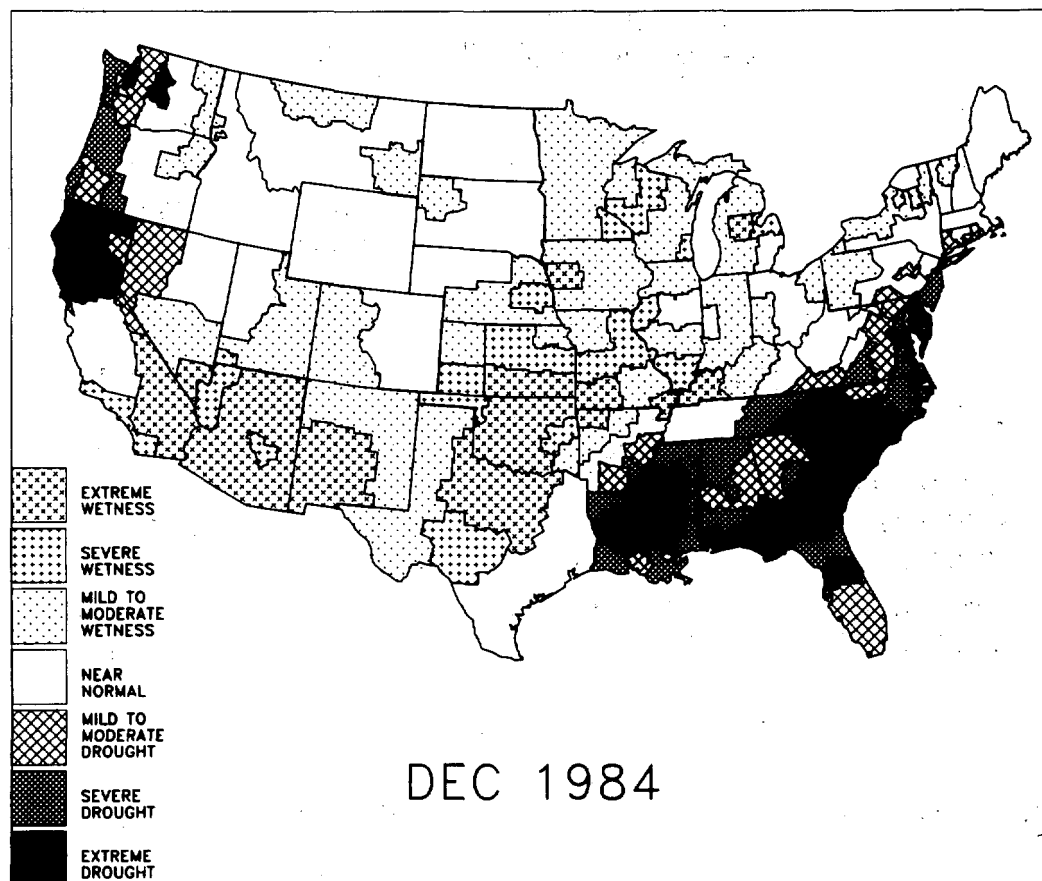 EXTREME
WETNESS
SEVERE
WETNESS
MILD TO
MODERATE
WETNESS
NEAR
NORMAL
MILD TO
MODERATE
DROUGHT
SEVERE
DROUGHT
EXTREME
DROUGHT
DEC 1984